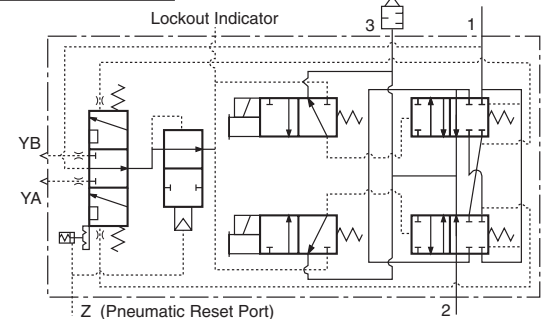 Lockout Indicator
3
1
YB
YA
Z (Pneumatic Reset Port)
2